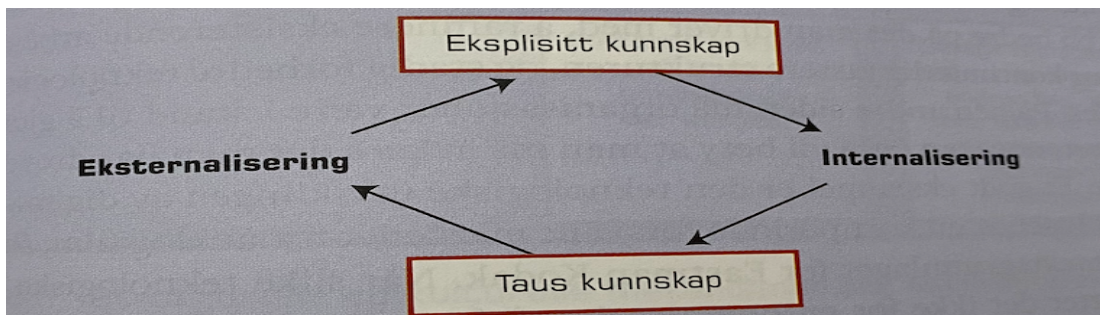 Eksplisitt kunnskap
Eksternalisering
Internalisering
Taus kunnskap